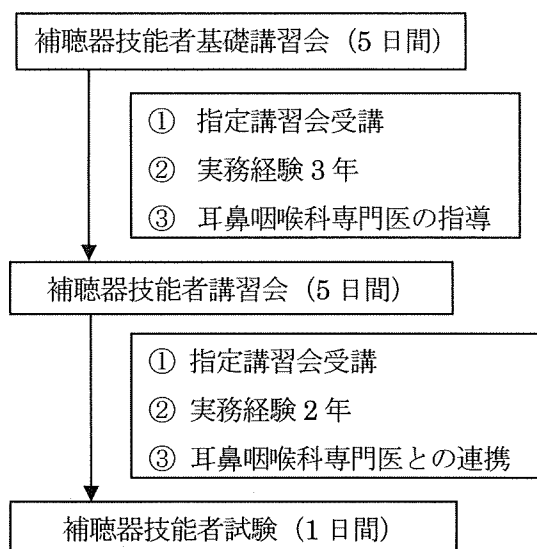 補聴器技能者基礎講習会(5日間)
① 指定講習会受講
② 実務経験3年
③ 耳鼻咽喉科専門医の指導
補聴器技能者講習会(5日間)
① 指定講習会受講
② 実務経験2年
③ 耳鼻咽喉科専門医との連携
補聴器技能者試験(1日間)